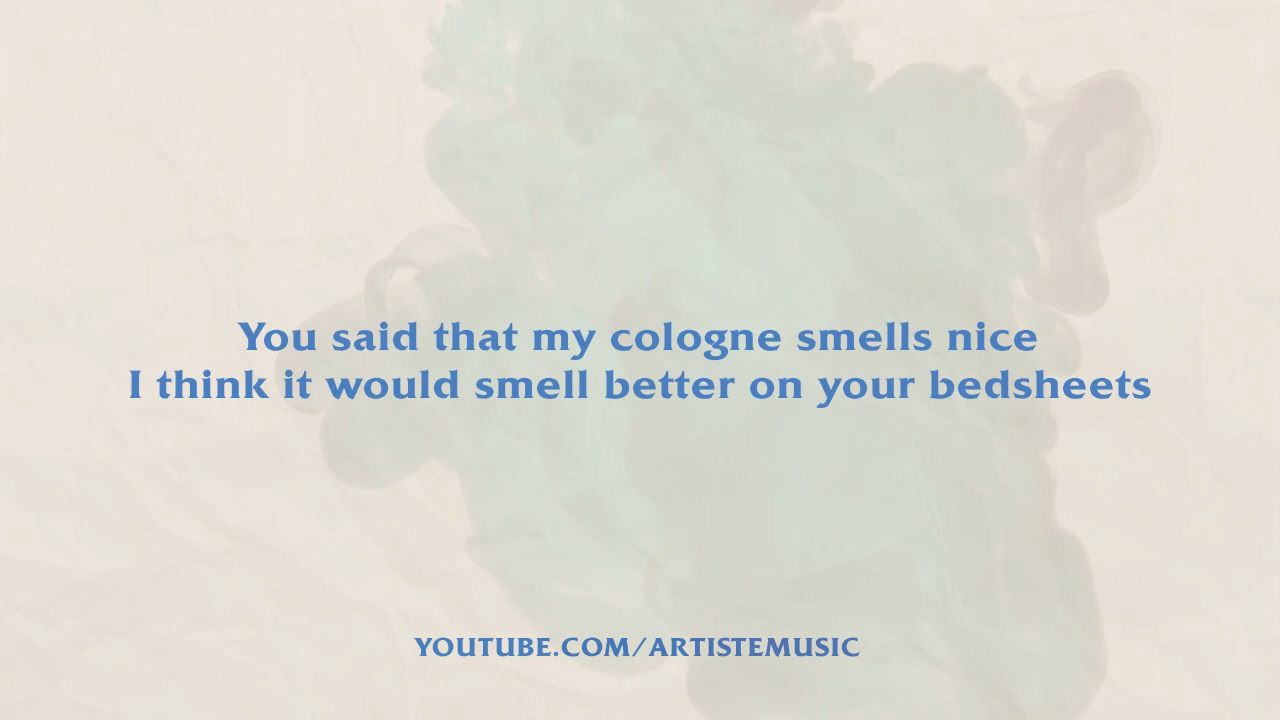 You said that my cologne smells nice
I think it would smell better on your bedsheets
YOUTUBE.COM/ARTISTEMUSIC